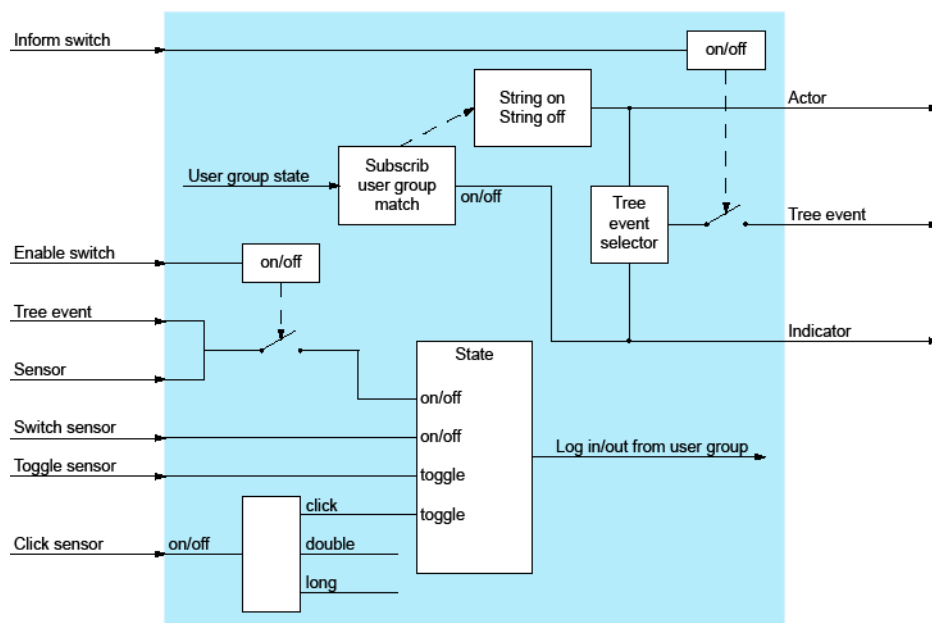 Inform switch
on/off
String on
String off
Actor
Subscrib
user group
match
User group state
on/off
Tree
event
selector
Tree event
Enable switch
on/off
Tree event
Indicator
State
Sensor
on/off
Switch sensor
on/off
Log in/out from user group
Toggle sensor
toggle
click
toggle
Click sensor
on/off
double
long